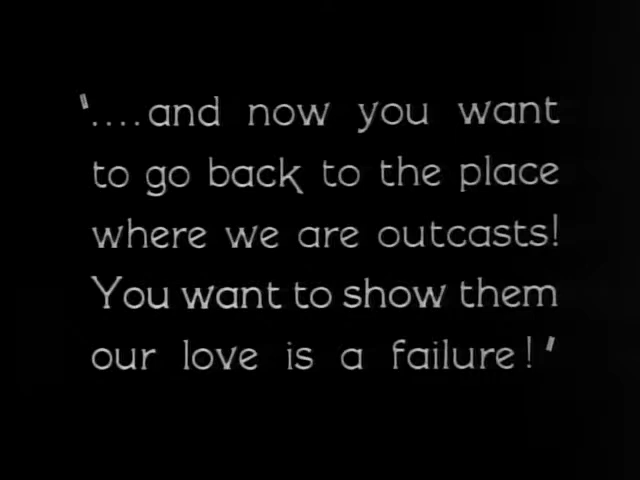 "....and now you want
to go back to the place
where we are outcasts!
You want to show them
our love is a failure!"